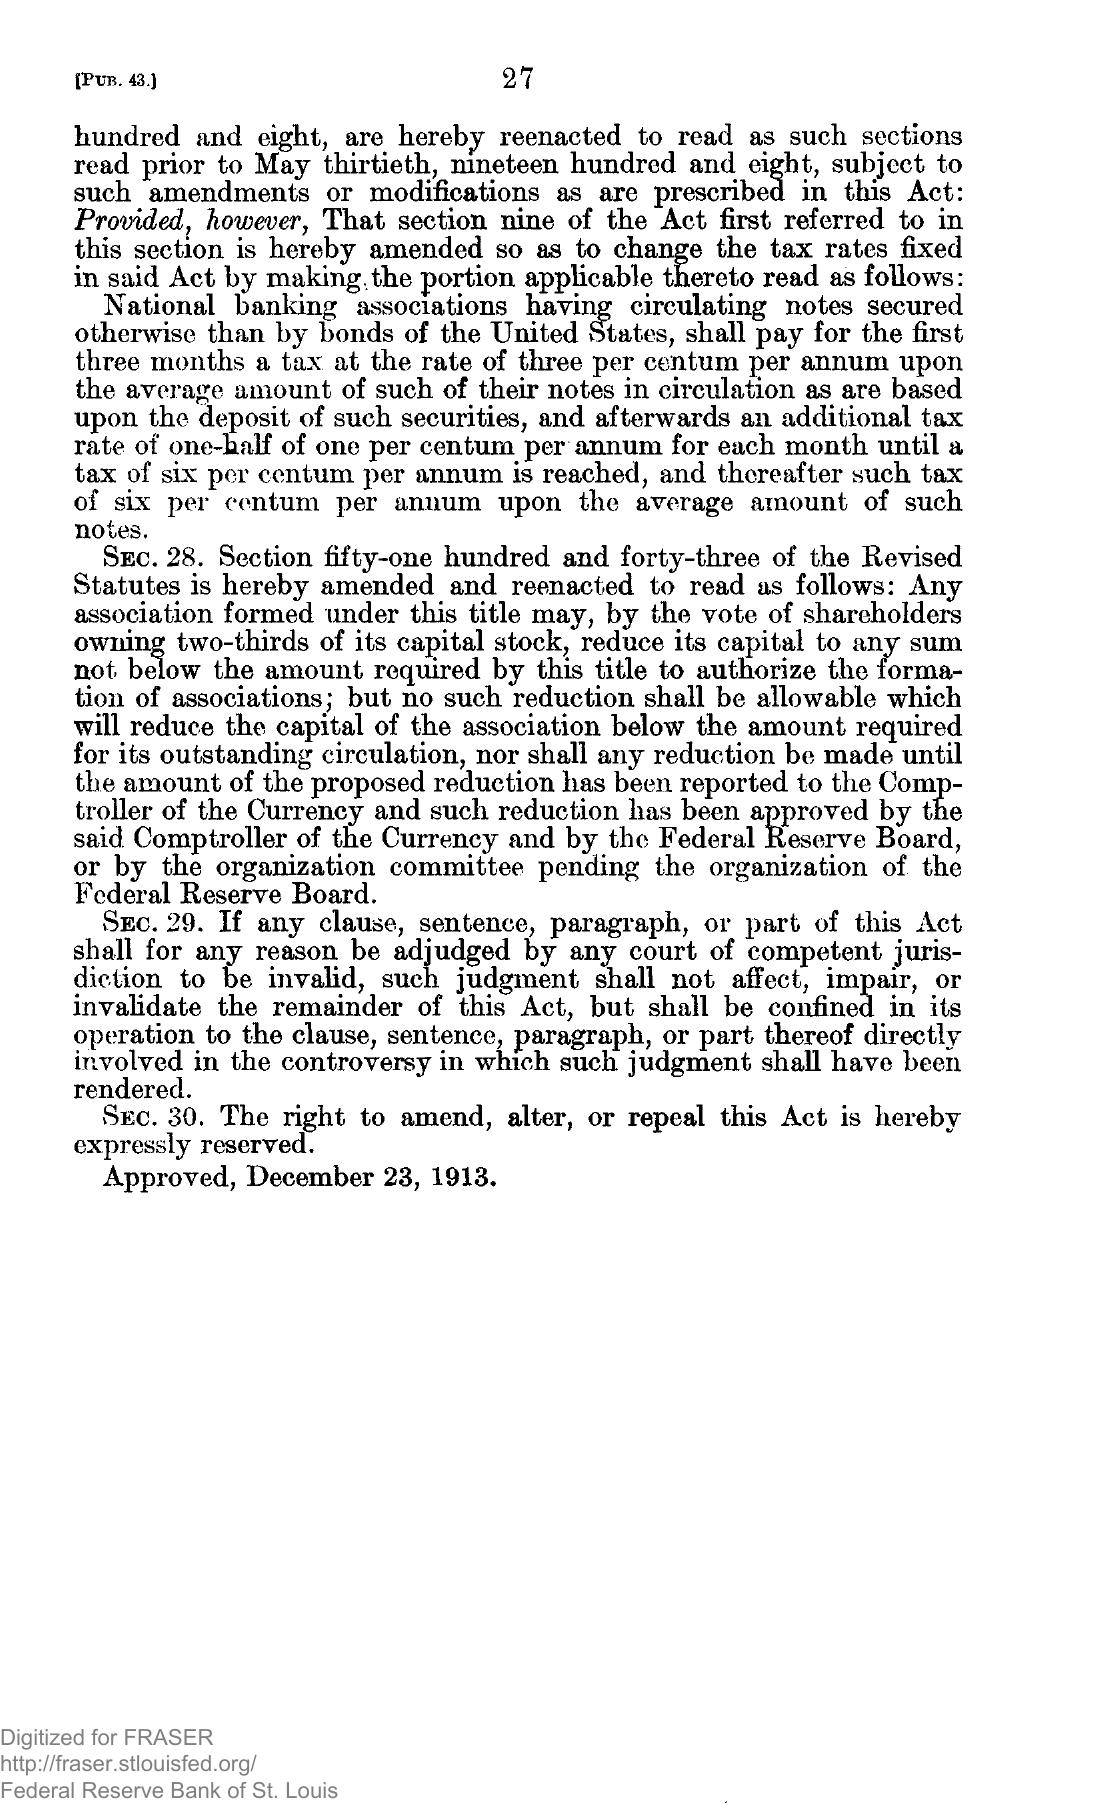 [PUB. 43.]
27
hundred and eight, are hereby reenacted to read as such sections
read prior to May thirtieth, nineteen hundred and eight, subject to
such amendments or modifications as are prescribed in this Act:
Provided, however, That section nine of the Act first referred to in
this section is hereby amended so as to change the tax rates fixed
in said Act by making the portion applicable thereto read as follows:
National banking associations having circulating notes secured
otherwise than by bonds of the United States, shall pay for the first
three months a tax at the rate of three per centum per annum upon
the average amount of such of their notes in circulation as are based
upon the deposit of such securities, and afterwards an additional tax
rate of one-half of one per centum per annum for each month until a
tax of six per centum per annum is reached, and thereafter such tax
of six per centum per annum upon the average amount of such
notes.
SEC. 28. Section fifty-one hundred and forty-three of the Revised
Statutes is hereby amended and reenacted to read as follows: Any
association formed under this title may, by the vote of shareholders
owning two-thirds of its capital stock, reduce its capital to any sum
not below the amount required by this title to authorize the forma-
tion of associations; but no such reduction shall be allowable which
will reduce the capital of the association below the amount required
for its outstanding circulation, nor shall any reduction be made until
the amount of the proposed reduction has been reported to the Comp-
troller of the Currency and such reduction has been approved by the
said Comptroller of the Currency and by the Federal Reserve Board,
or by the organization committee pending the organization of the
Federal Reserve Board.
SEC. 29. If any clause, sentence, paragraph, or part of this Act
shall for any reason be adjudged by any court of competent juris-
diction to be invalid, such judgment shall not affect, impair, or
invalidate the remainder of this Act, but shall be confined in its
operation to the clause, sentence, paragraph, or part thereof directly
involved in the controversy in which such judgment shall have been
rendered.
SEC. 30. The right to amend, alter, or repeal this Act is hereby
expressly reserved.
Approved, December 23, 1913.
Digitized for FRASER
http://fraser.stlouisfed.org/
Federal Reserve Bank of St. Louis